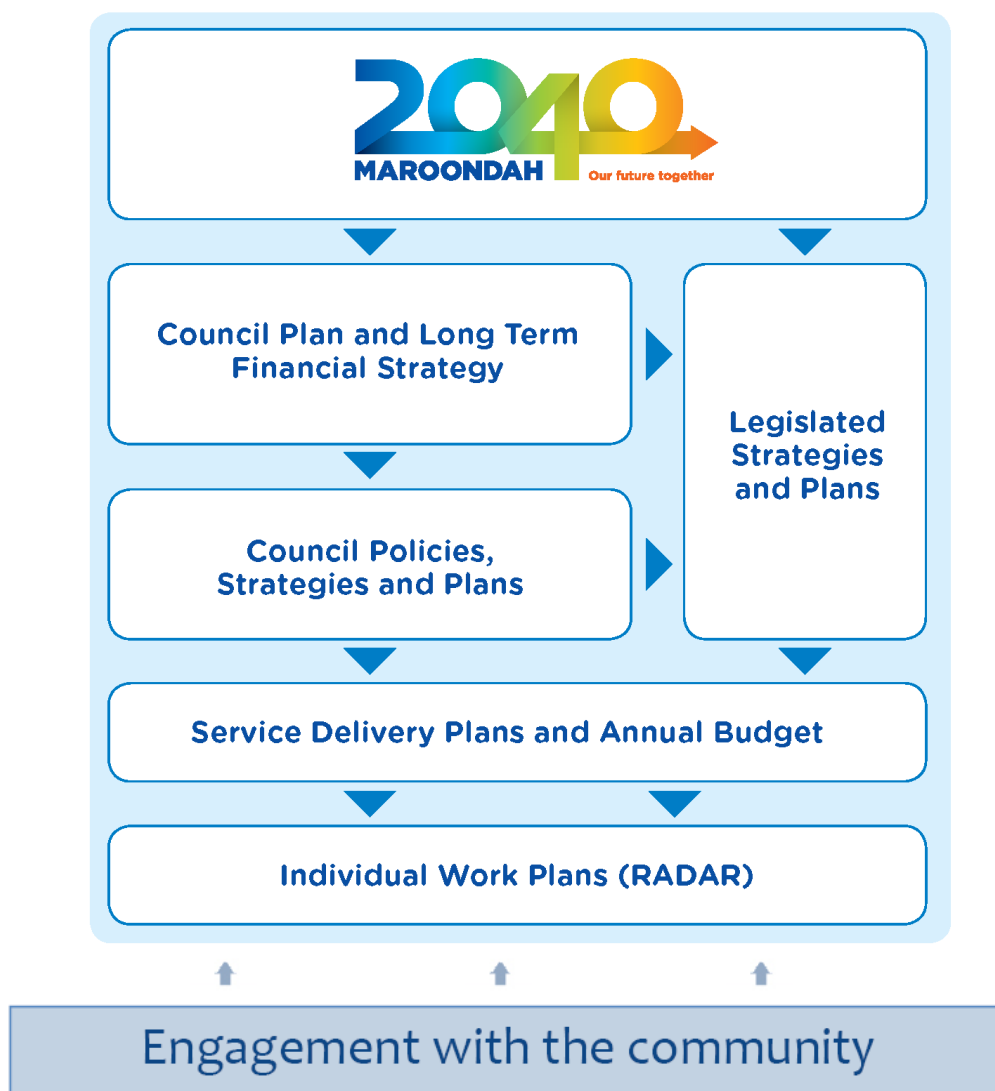 2040
MAROONDAH
Our future together
Council Plan and Long Term
Financial Strategy
Legislated
Strategies
and Plans
Council Policies,
Strategies and Plans
Service Delivery Plans and Annual Budget
Individual Work Plans (RADAR)
Engagement with the community